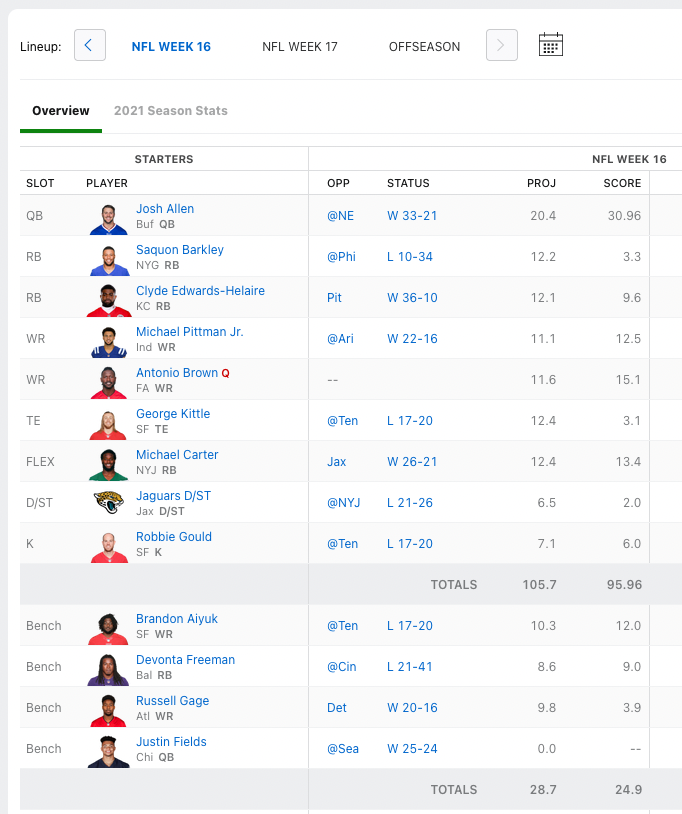 Lineup: NFL WEEK 16 NFL WEEK 17 OFFSEASON
Overview 2021 Season Stats
STARTERS NFL WEEK 16
SLOT PLAYER OPP STATUS PROJ SCORE
QB Josh Allen Buf QB @NE W 33-21 20.4 30.96
RB Saquon Barkley NYG RB @Phi L 10-34 12.2 3.3
RB Clyde Edwards-Helaire KC RB Pit W 36-10 12.1 9.6
WR Michael Pittman Jr. Ind WR @Ari W 22-16 11.1 12.5
WR Antonio Brown Q FA WR -- 11.6 15.1
TE George Kittle SF TE @Ten L 17-20 12.4 3.1
FLEX Michael Carter NYJ RB Jax W 26-21 12.4 13.4
D/ST Jaguars D/ST Jax D/ST @NYJ L 21-26 6.5 2.0
K Robbie Gould SF K @Ten L 17-20 7.1 6.0
TOTALS 105.7 95.96
Bench Brandon Aiyuk SF WR @Ten L 17-20 10.3 12.0
Bench Devonta Freeman Bal RB @Cin L 21-41 8.6 9.0
Bench Russell Gage Atl WR Det W 20-16 9.8 3.9
Bench Justin Fields Chi QB @Sea W 25-24 0.0 --
TOTALS 28.7 24.9